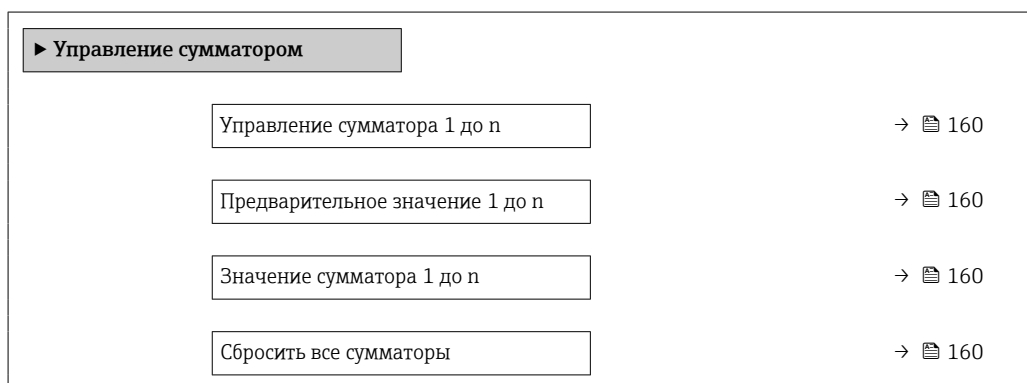 ► Управление сумматором
Управление сумматора 1 до n → 160
Предварительное значение 1 до n → 160
Значение сумматора 1 до n → 160
Сбросить все сумматоры → 160